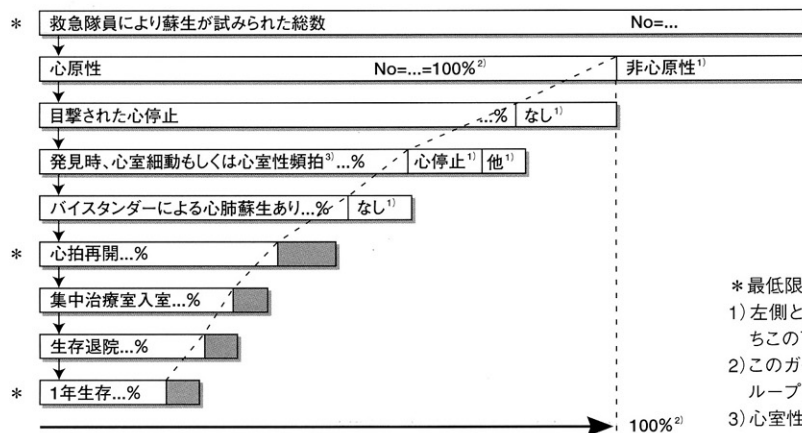 * 救急隊員により蘇生が試みられた総数 No=...
心原性 No=...=100%2) 非心原性1)
目撃された心停止 ...% なし1)
発見時、心室細動もしくは心室性頻拍3)...% 心停止1) 他1)
バイスタンダーによる心肺蘇生あり...% なし1)
* 心拍再開...%
集中治療室入室...%
生存退院...%
* 1年生存...%
100%2)
*最低限
1)左側と
ちこの
2)このガ
ループ
3)心室性